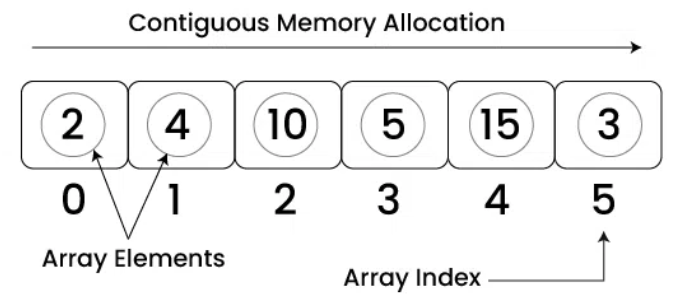 Contiguous Memory Allocation
2 4 10 5 15 3
0 1 2 3 4 5
Array Elements
Array Index